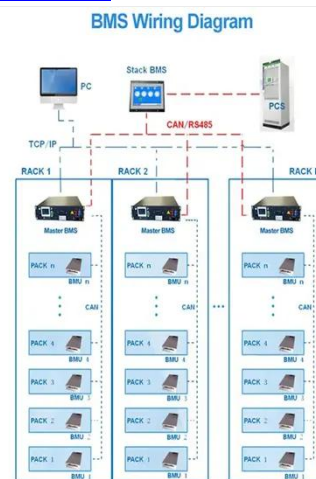 BMS Wiring Diagram
Stack BMS
PC
PCS
CAN/RS485
TCP/IP
RACK 1
RACK 2
RACK
Master BMS
Master BMS
Master BMS
PACK n
PACK n
PACK n
BMU n
BMU n
BMU n
CAN
CAN
CAN
PACK 4
PACK 4
PACK 4
BMU 4
BMU 4
BMU 4
PACK 3
PACK 3
PACK 3
BMU 3
BMU 3
BMU 3
PACK 2
PACK 2
PACK 2
BMU 2
BMU 2
BMU 2
PACK 1
PACK 1
PACK 1
BMU 1
BMU 1
BMU 1